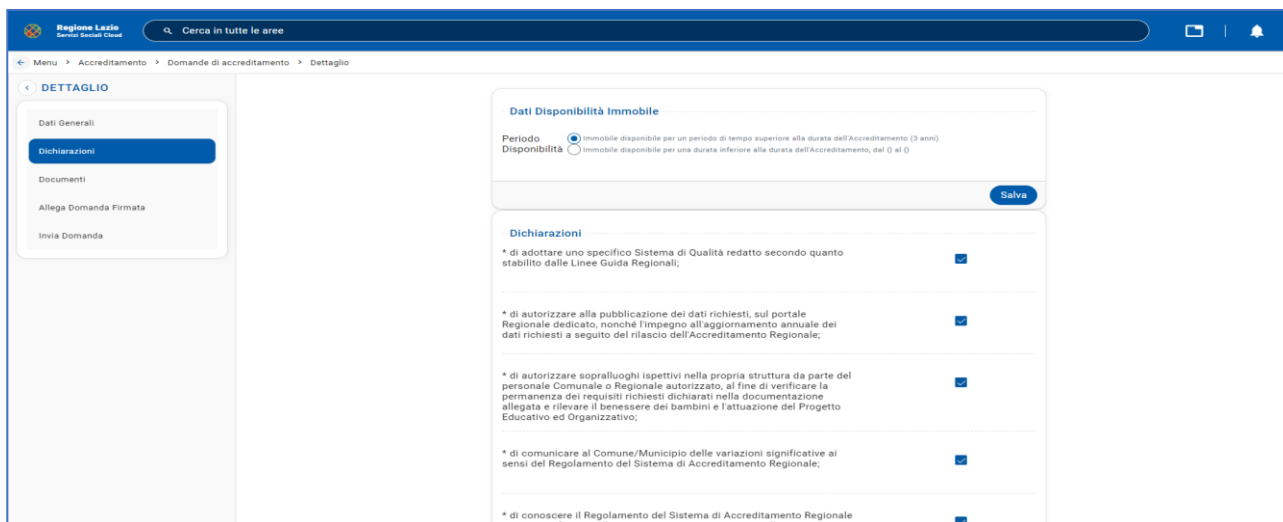 Regione Lazio
Servizi Sociali Cloud
Cerca in tutte le aree
Menu > Accreditamento > Domande di accreditamento > Dettaglio
DETTAGLIO
Dati Generali
Dichiarazioni
Documenti
Allega Domanda Firmata
Invia Domanda
Dati Disponibilità Immobile
Periodo
Disponibilità
Immobile disponibile per un periodo di tempo superiore alla durata dell'Accreditamento (3 anni)
Immobile disponibile per una durata inferiore alla durata dell'Accreditamento, dal () al ()
Salva
Dichiarazioni
* di adottare uno specifico Sistema di Qualità redatto secondo quanto
stabilito dalle Linee Guida Regionali;
* di autorizzare alla pubblicazione dei dati richiesti, sul portale
Regionale dedicato, nonché l'impegno all'aggiornamento annuale dei
dati richiesti a seguito del rilascio dell'Accreditamento Regionale;
* di autorizzare sopralluoghi ispettivi nella propria struttura da parte del
personale Comunale o Regionale autorizzato, al fine di verificare la
permanenza dei requisiti richiesti dichiarati nella documentazione
allegata e rilevare il benessere dei bambini e l'attuazione del Progetto
Educativo ed Organizzativo;
* di comunicare al Comune/Municipio delle variazioni significative ai
sensi del Regolamento del Sistema di Accreditamento Regionale;
* di conoscere il Regolamento del Sistema di Accreditamento Regionale